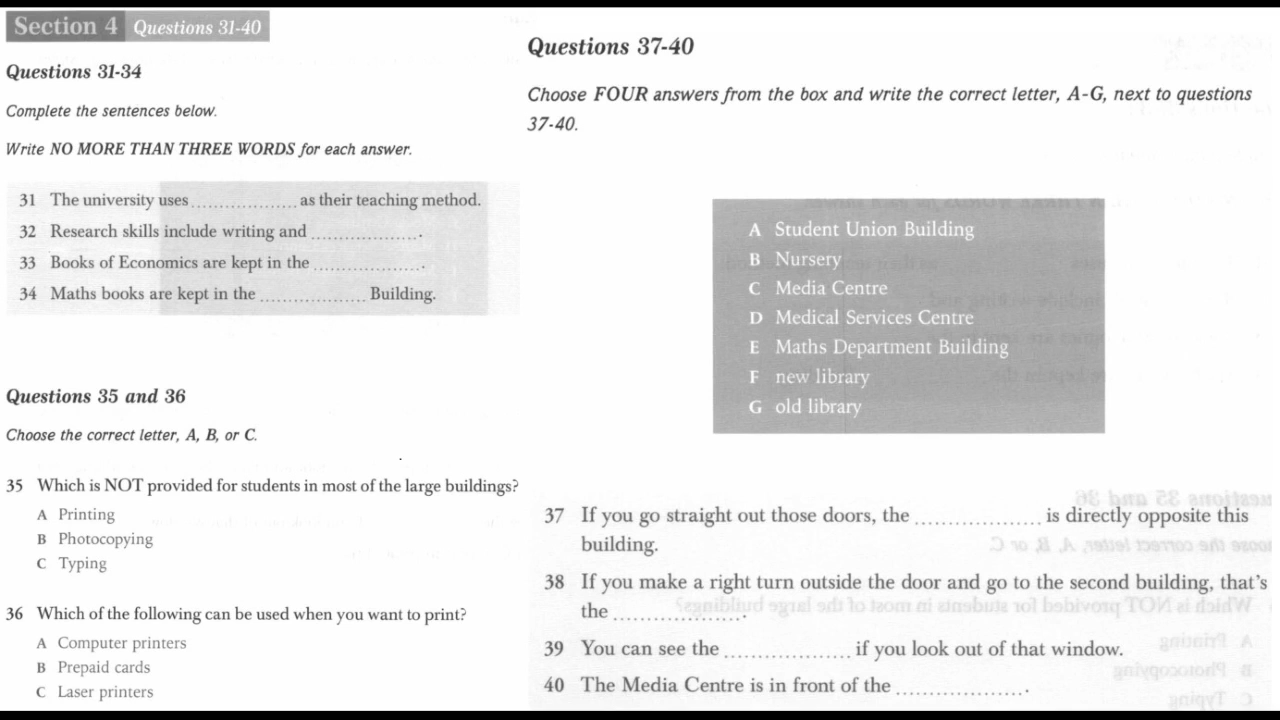 Section 4 Questions 31-40
Questions 31-34
Complete the sentences below.
Write NO MORE THAN THREE WORDS for each answer.
31 The university uses .................. as their teaching method.
32 Research skills include writing and .................. .
33 Books of Economics are kept in the .................. .
34 Maths books are kept in the .................. Building.
Questions 35 and 36
Choose the correct letter, A, B, or C.
35 Which is NOT provided for students in most of the large buildings?
A Printing
B Photocopying
C Typing
36 Which of the following can be used when you want to print?
A Computer printers
B Prepaid cards
C Laser printers
Questions 37-40
Choose FOUR answers from the box and write the correct letter, A-G, next to questions
37-40.
A Student Union Building
B Nursery
C Media Centre
D Medical Services Centre
E Maths Department Building
F new library
G old library
37 If you go straight out those doors, the .................. is directly opposite this
building.
38 If you make a right turn outside the door and go to the second building, that's
the .................. .
39 You can see the .................. if you look out of that window.
40 The Media Centre is in front of the .................. .